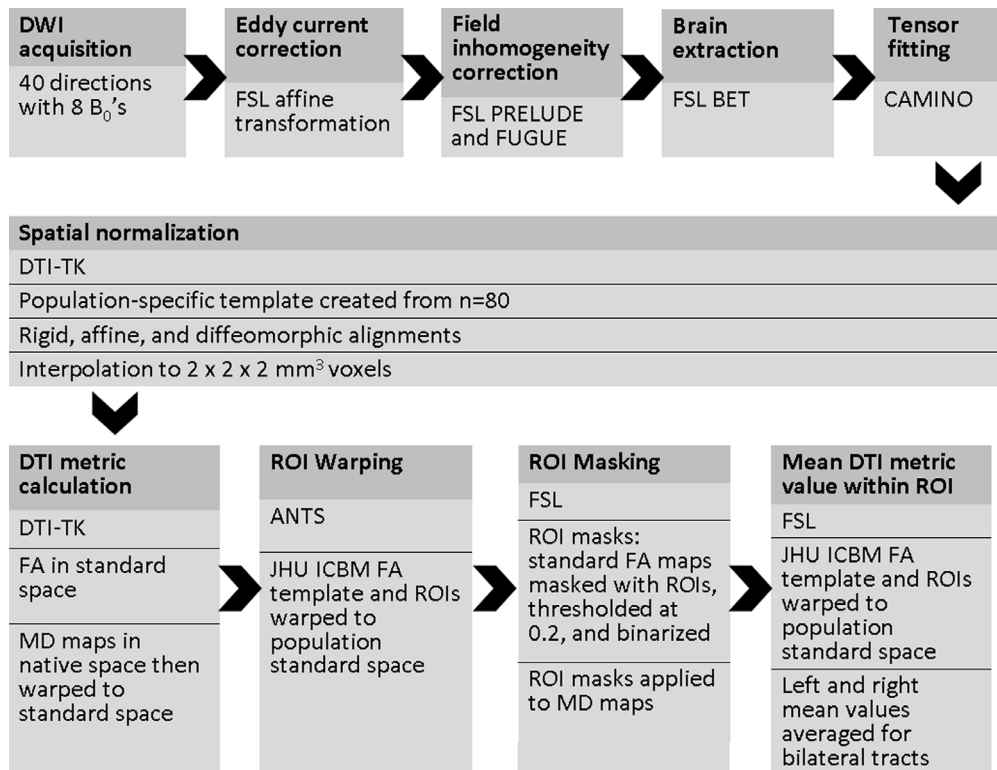 DWI
acquisition
40 directions
with 8 B₀'s
Eddy current
correction
FSL affine
transformation
Field
inhomogeneity
correction
FSL PRELUDE
and FUGUE
Brain
extraction
FSL BET
Tensor
fitting
CAMINO
Spatial normalization
DTI-TK
Population-specific template created from n=80
Rigid, affine, and diffeomorphic alignments
Interpolation to 2 x 2 x 2 mm³ voxels
DTI metric
calculation
DTI-TK
FA in standard
space
MD maps in
native space then
warped to
standard space
ROI Warping
ANTS
JHU ICBM FA
template and ROIs
warped to
population
standard space
ROI Masking
FSL
ROI masks:
standard FA maps
masked with ROIs,
thresholded at
0.2, and binarized
ROI masks applied
to MD maps
Mean DTI metric
value within ROI
FSL
JHU ICBM FA
template and ROIs
warped to
population
standard space
Left and right
mean values
averaged for
bilateral tracts